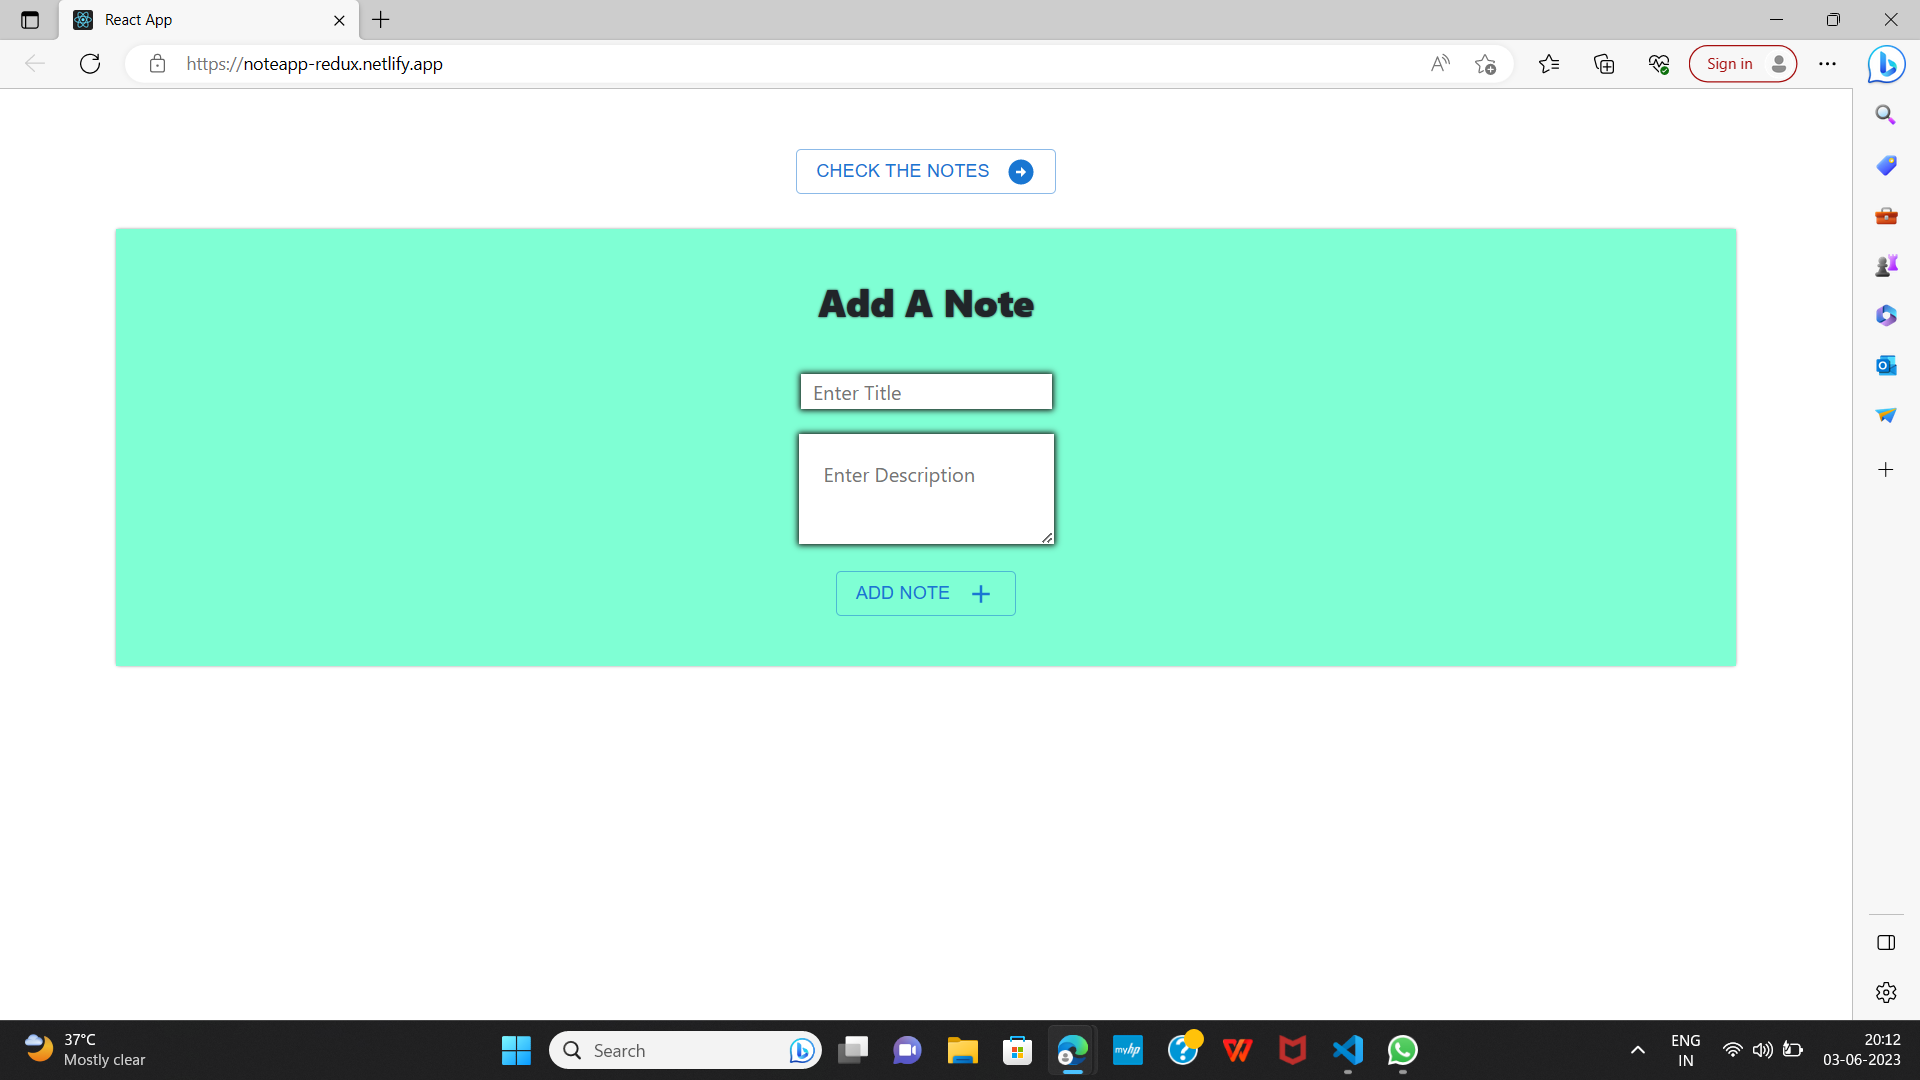 React App
https://noteapp-redux.netlify.app
Sign in
CHECK THE NOTES
Add A Note
Enter Title
Enter Description
ADD NOTE
37°C
Mostly clear
Search
myhp
ENG
IN
20:12
03-06-2023